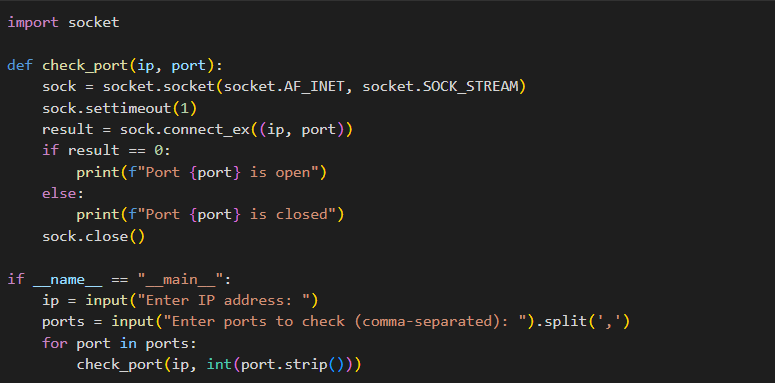 import socket

def check_port(ip, port):
    sock = socket.socket(socket.AF_INET, socket.SOCK_STREAM)
    sock.settimeout(1)
    result = sock.connect_ex((ip, port))
    if result == 0:
        print(f"Port {port} is open")
    else:
        print(f"Port {port} is closed")
    sock.close()

if __name__ == "__main__":
    ip = input("Enter IP address: ")
    ports = input("Enter ports to check (comma-separated): ").split(',')
    for port in ports:
        check_port(ip, int(port.strip()))